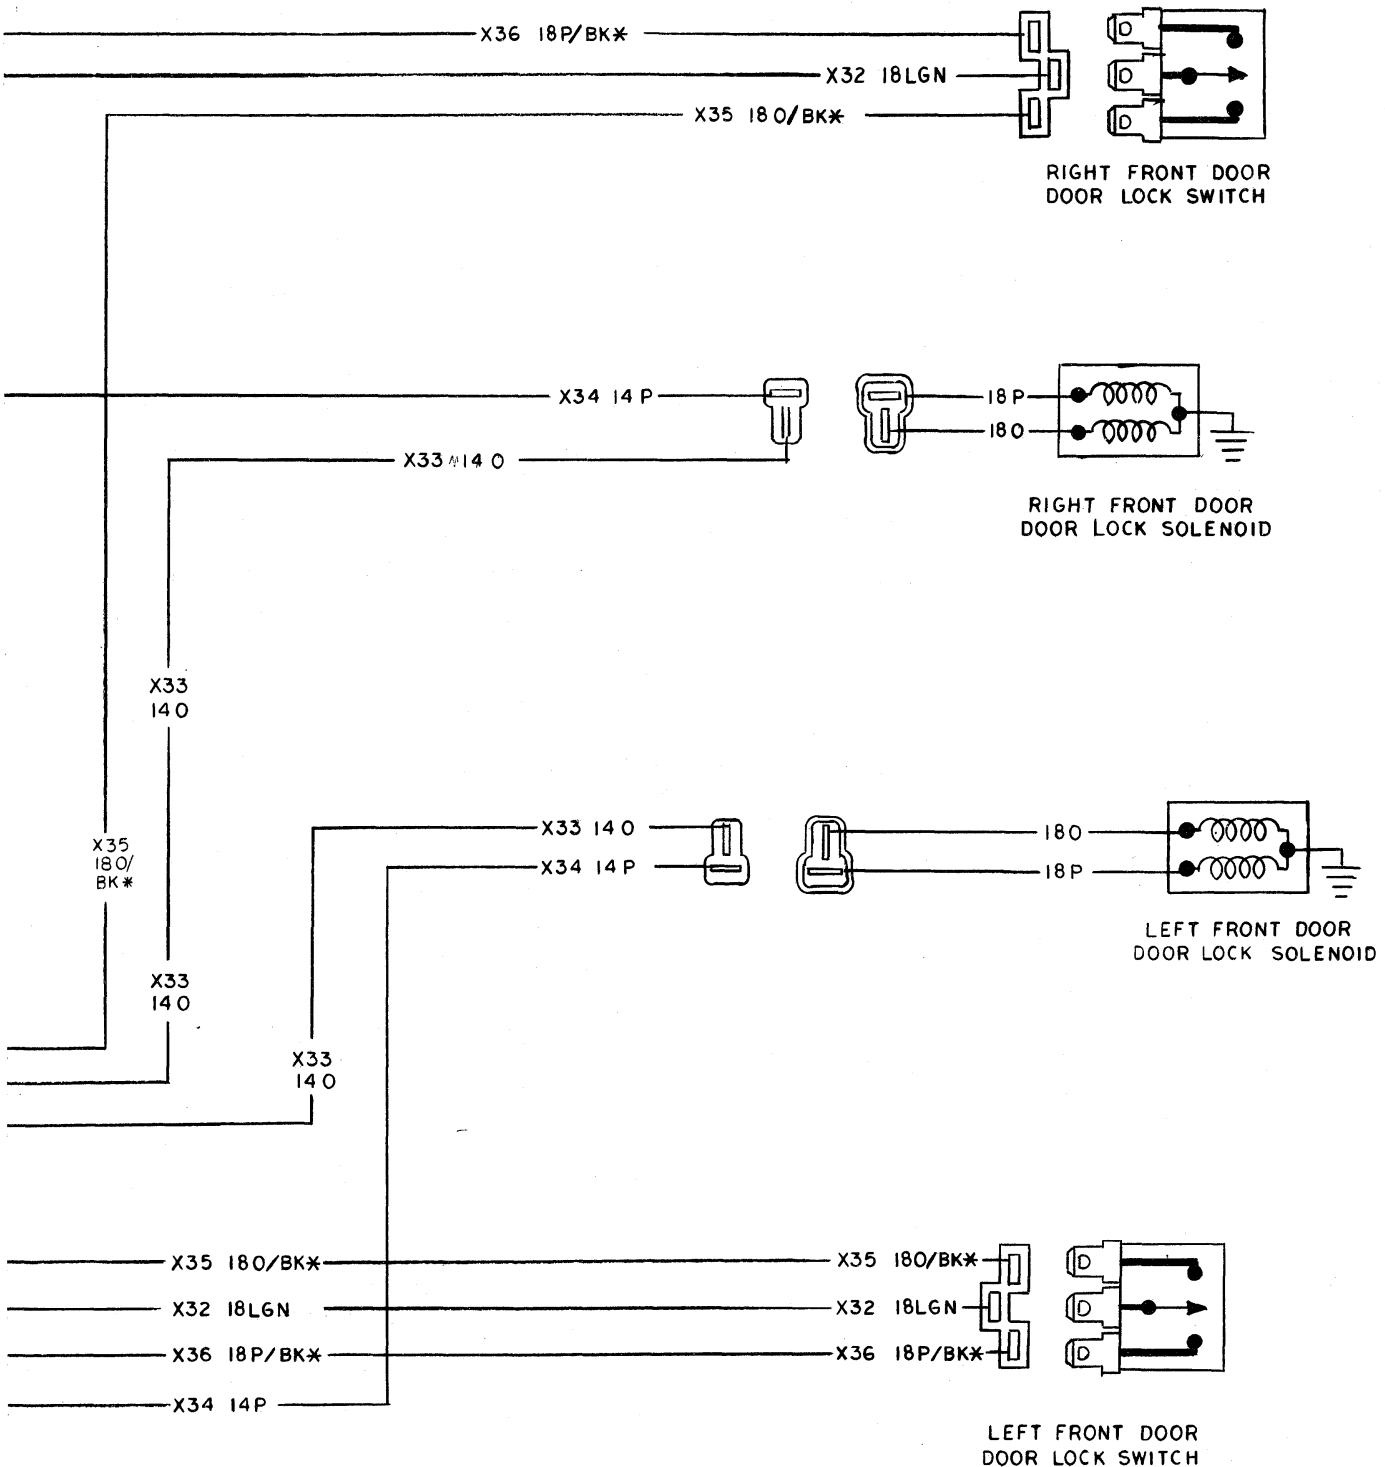 X36 18P/BK*
X32 18LGN
X35 18O/BK*
RIGHT FRONT DOOR
DOOR LOCK SWITCH
X34 14P
18P
X33 14O
18O
RIGHT FRONT DOOR
DOOR LOCK SOLENOID
X33
14O
X33 14O
18O
X35
18O/
BK*
X34 14P
18P
LEFT FRONT DOOR
DOOR LOCK SOLENOID
X33
14O
X33
14O
X35 18O/BK*
X35 18O/BK*
X32 18LGN
X32 18LGN
X36 18P/BK*
X36 18P/BK*
X34 14P
LEFT FRONT DOOR
DOOR LOCK SWITCH